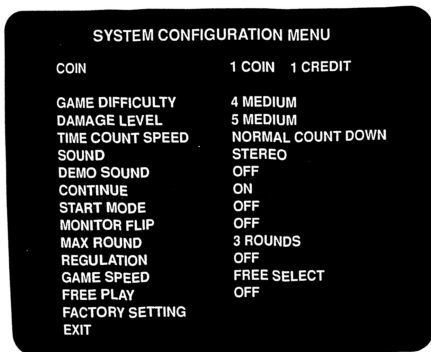 SYSTEM CONFIGURATION MENU
COIN 1 COIN 1 CREDIT
GAME DIFFICULTY 4 MEDIUM
DAMAGE LEVEL 5 MEDIUM
TIME COUNT SPEED NORMAL COUNT DOWN
SOUND STEREO
DEMO SOUND OFF
CONTINUE ON
START MODE OFF
MONITOR FLIP OFF
MAX ROUND 3 ROUNDS
REGULATION OFF
GAME SPEED FREE SELECT
FREE PLAY OFF
FACTORY SETTING
EXIT